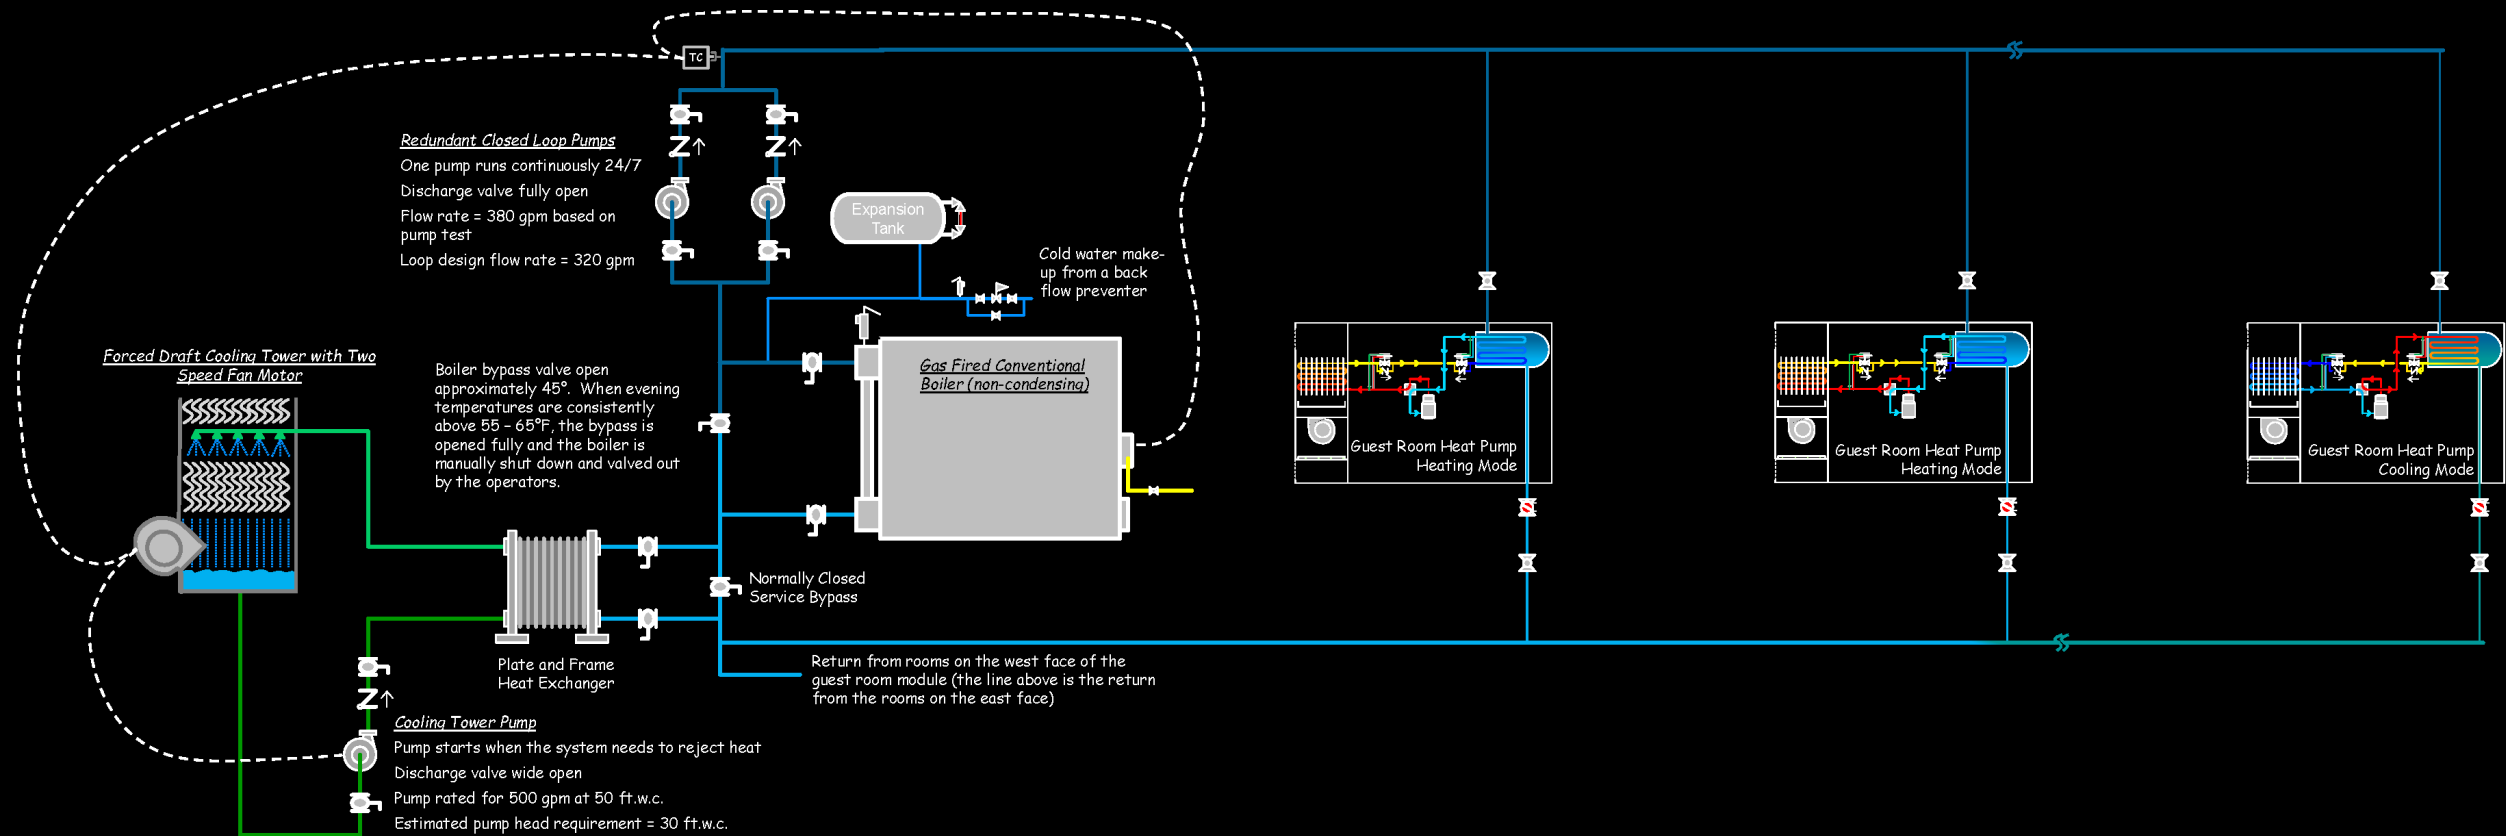 TC
Redundant Closed Loop Pumps
One pump runs continuously 24/7
Discharge valve fully open
Flow rate = 380 gpm based on
pump test
Loop design flow rate = 320 gpm
Expansion
Tank
Cold water make-
up from a back
flow preventer
Forced Draft Cooling Tower with Two
Speed Fan Motor
Boiler bypass valve open
approximately 45°. When evening
temperatures are consistently
above 55 – 65°F, the bypass is
opened fully and the boiler is
manually shut down and valved out
by the operators.
Gas Fired Conventional
Boiler (non-condensing)
Guest Room Heat Pump
Heating Mode
Guest Room Heat Pump
Heating Mode
Guest Room Heat Pump
Cooling Mode
Normally Closed
Service Bypass
Plate and Frame
Heat Exchanger
Return from rooms on the west face of the
guest room module (the line above is the return
from the rooms on the east face)
Cooling Tower Pump
Pump starts when the system needs to reject heat
Discharge valve wide open
Pump rated for 500 gpm at 50 ft.w.c.
Estimated pump head requirement = 30 ft.w.c.